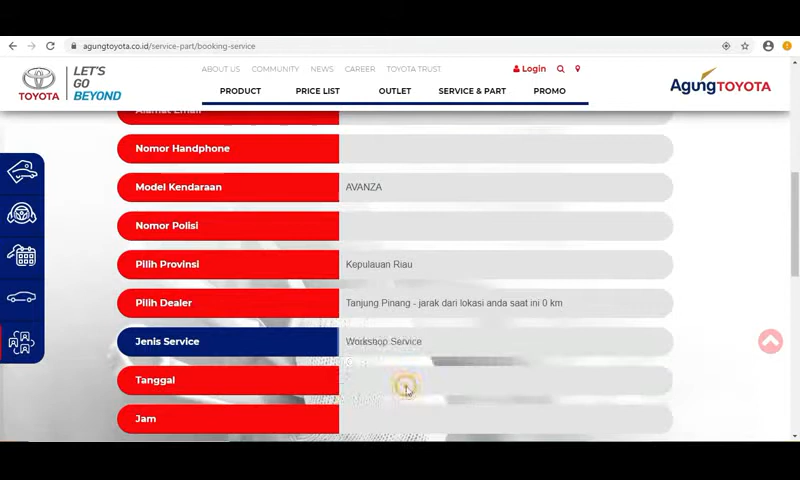 agungtoyota.co.id/service-part/booking-service
ABOUT US COMMUNITY NEWS CAREER TOYOTA TRUST Login
TOYOTA LET'S GO BEYOND
PRODUCT PRICE LIST OUTLET SERVICE & PART PROMO
AgungTOYOTA
Alamat Email
Nomor Handphone
Model Kendaraan AVANZA
Nomor Polisi
Pilih Provinsi Kepulauan Riau
Pilih Dealer Tanjung Pinang - jarak dari lokasi anda saat ini 0 km
Jenis Service Workshop Service
Tanggal
Jam